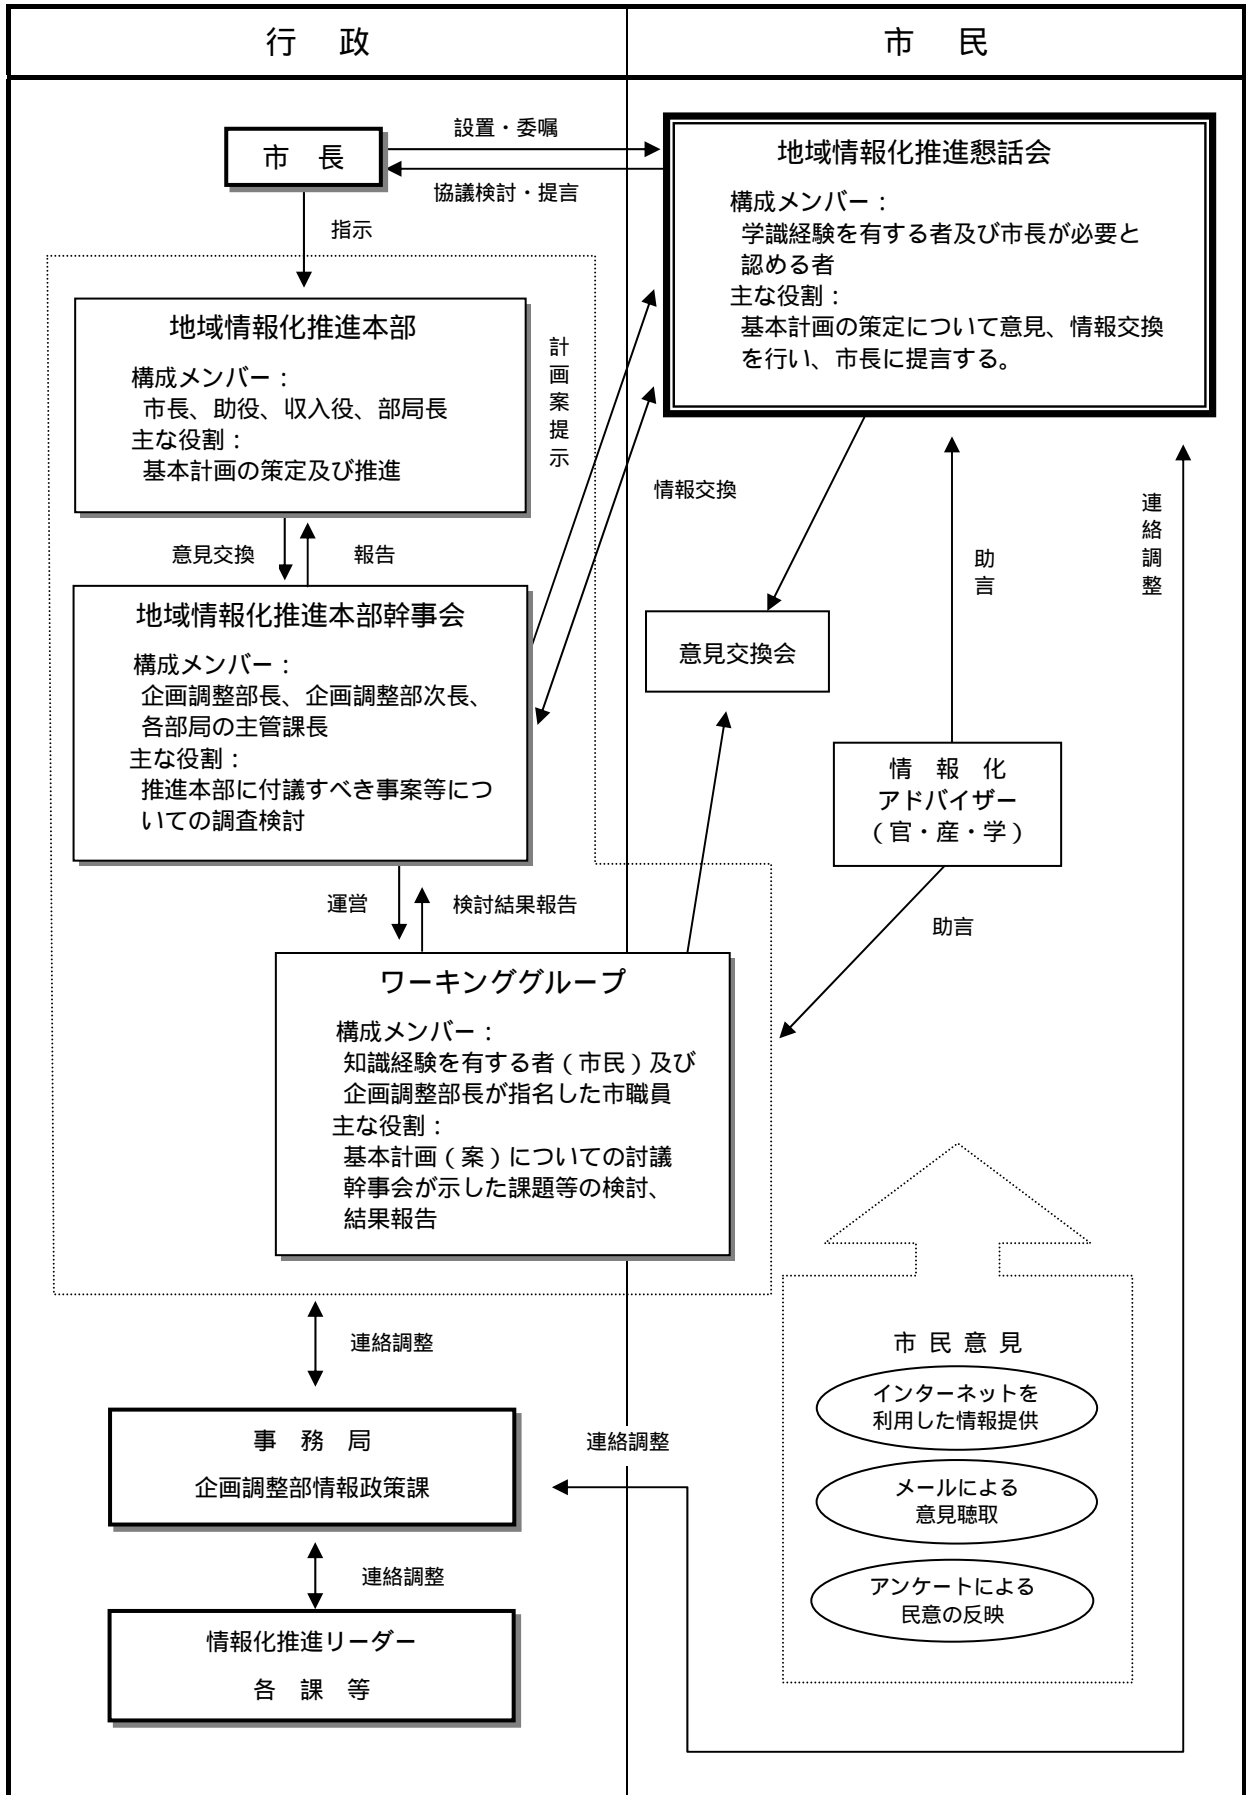 行 政
市 民
市 長
設置・委嘱
協議検討・提言
指示
地域情報化推進懇話会
構成メンバー：
学識経験を有する者及び市長が必要と
認める者
主な役割：
基本計画の策定について意見、情報交換
を行い、市長に提言する。
地域情報化推進本部
構成メンバー：
市長、助役、収入役、部局長
主な役割：
基本計画の策定及び推進
計画案提示
意見交換
報告
情報交換
助言
連絡調整
地域情報化推進本部幹事会
構成メンバー：
企画調整部長、企画調整部次長、
各部局の主管課長
主な役割：
推進本部に付議すべき事案等につ
いての調査検討
意見交換会
情 報 化
アドバイザー
（官・産・学）
運営
検討結果報告
助言
ワーキンググループ
構成メンバー：
知識経験を有する者（市民）及び
企画調整部長が指名した市職員
主な役割：
基本計画（案）についての討議
幹事会が示した課題等の検討、
結果報告
連絡調整
事 務 局
企画調整部情報政策課
連絡調整
連絡調整
情報化推進リーダー
各 課 等
市 民 意 見
インターネットを
利用した情報提供
メールによる
意見聴取
アンケートによる
民意の反映